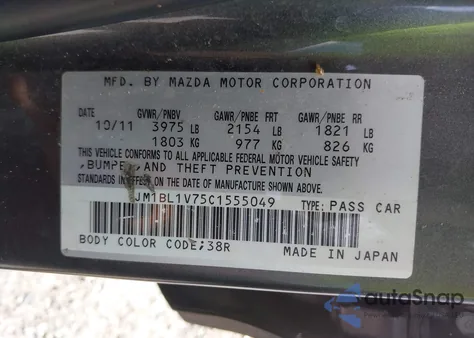 MFD. BY MAZDA MOTOR CORPORATION
DATE GVWR/PNBV GAWR/PNBE FRT GAWR/PNBE RR
10/11 3975 LB 2154 LB 1821 LB
1803 KG 977 KG 826 KG
THIS VEHICLE CONFORMS TO ALL APPLICABLE FEDERAL MOTOR VEHICLE SAFETY
,BUMPER,AND THEFT PREVENTION
STANDARDS IN EFFECT ON THE DATE OF MANUFACTURE SHOWN ABOVE.
JM1BL1V75C1555049 TYPE: PASS CAR
BODY COLOR CODE;38R MADE IN JAPAN
autoSnap